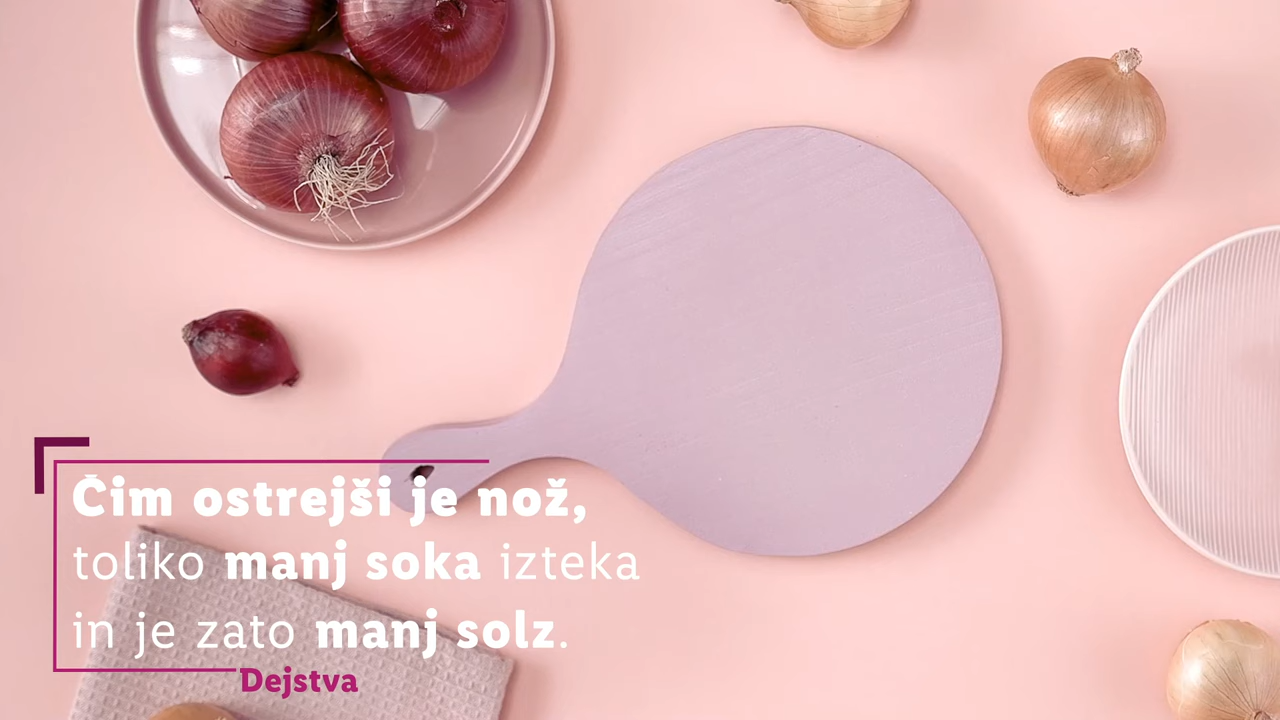 Čim ostrejši je nož,
toliko manj soka izteka
in je zato manj solz.
Dejstva